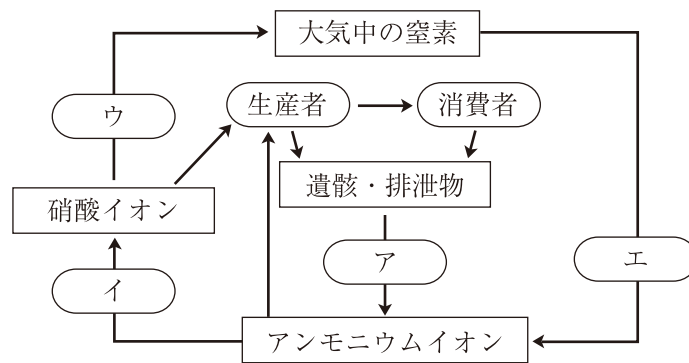 大気中の窒素
ウ
生産者
消費者
遺骸・排泄物
硝酸イオン
ア
エ
イ
アンモニウムイオン